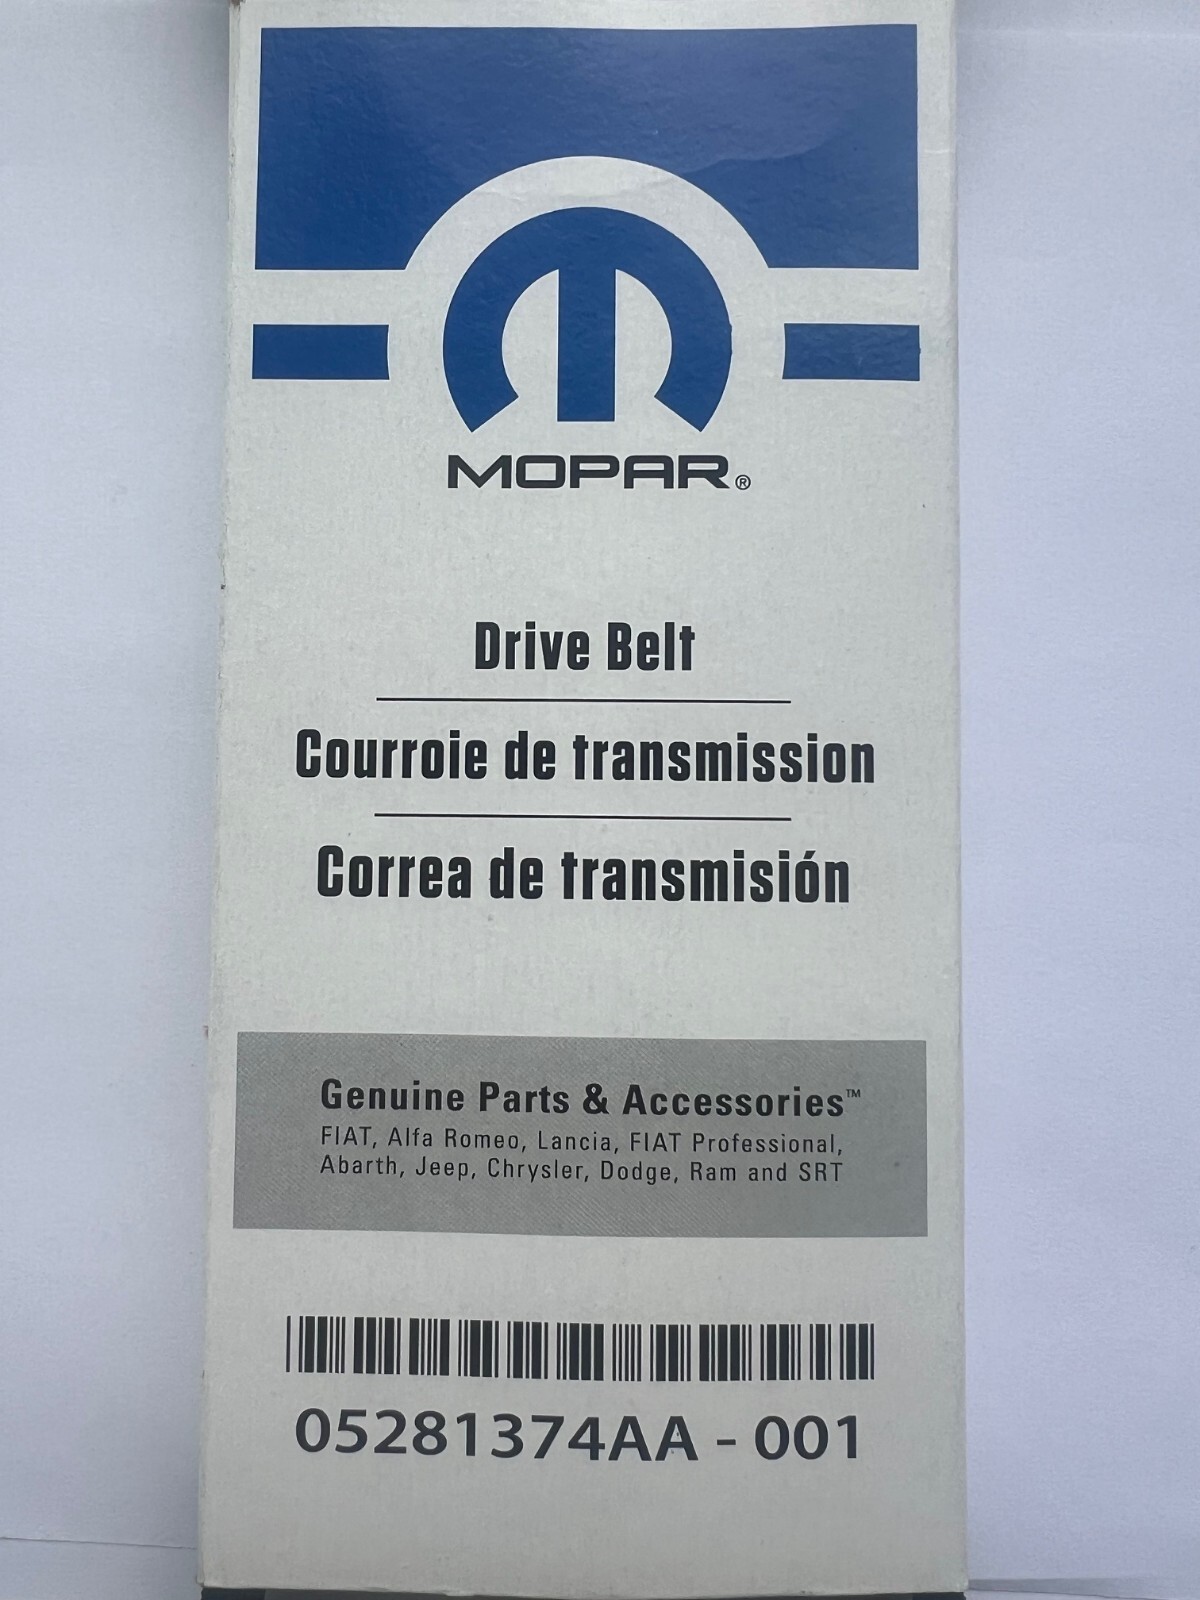 MOPAR®
Drive Belt
Courroie de transmission
Correa de transmisión
Genuine Parts & Accessories™
FIAT, Alfa Romeo, Lancia, FIAT Professional,
Abarth, Jeep, Chrysler, Dodge, Ram and SRT
05281374AA - 001